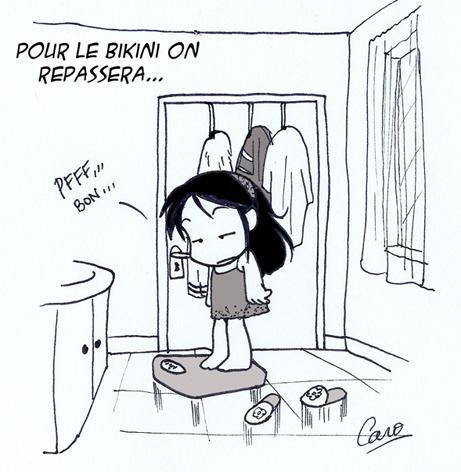 POUR LE BIKINI ON
REPASSERA...
PFFF,,,
BON...
Caro